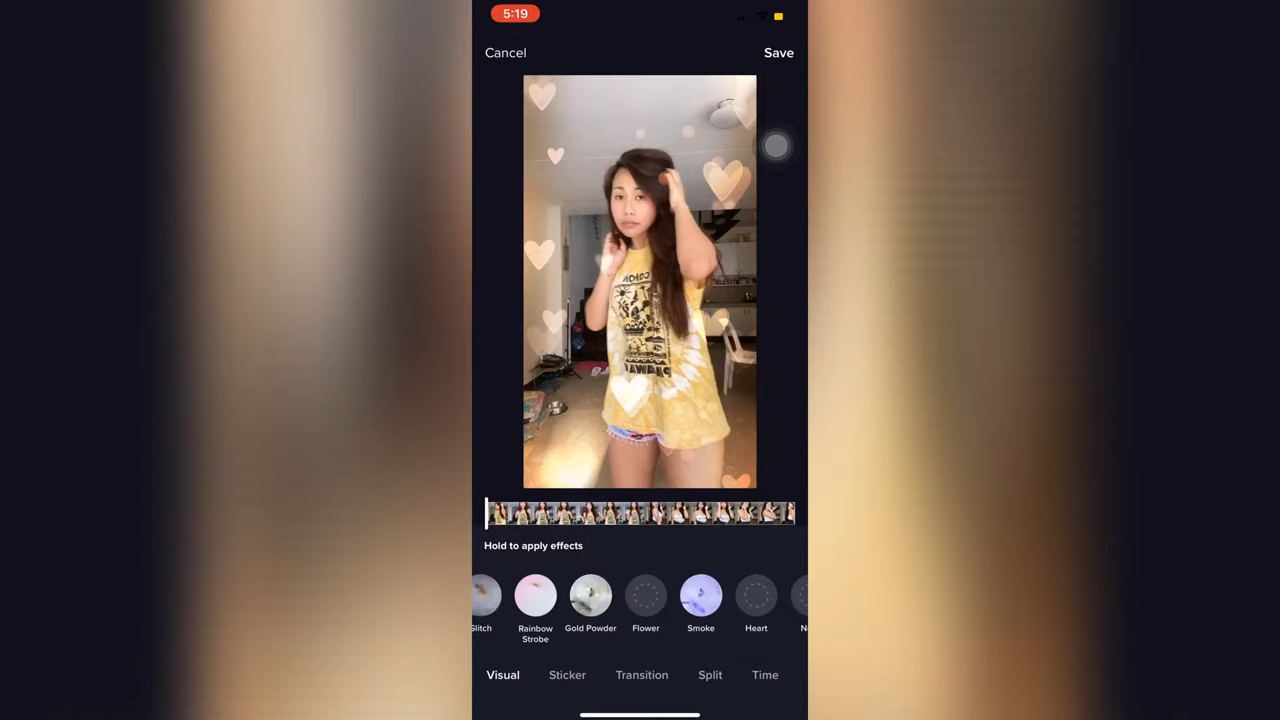 5:19
Cancel
Save
Hold to apply effects
Glitch
Rainbow
Strobe
Gold Powder
Flower
Smoke
Heart
Visual
Sticker
Transition
Split
Time